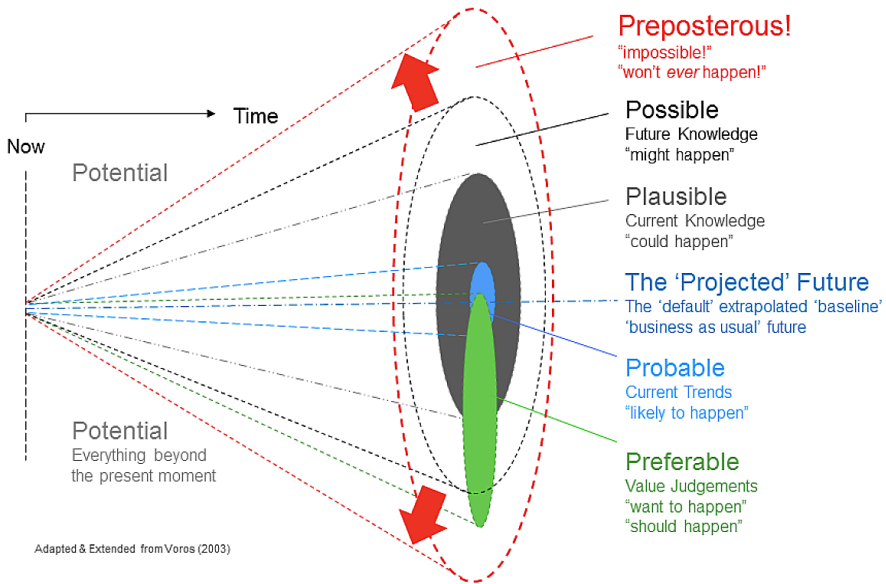 Preposterous!
“impossible!”
“won’t ever happen!”
Time
Now
Potential
Possible
Future Knowledge
“might happen”
Plausible
Current Knowledge
“could happen”
The ‘Projected’ Future
The ‘default’ extrapolated ‘baseline’
‘business as usual’ future
Probable
Current Trends
“likely to happen”
Potential
Everything beyond
the present moment
Preferable
Value Judgements
“want to happen”
“should happen”
Adapted & Extended from Voros (2003)